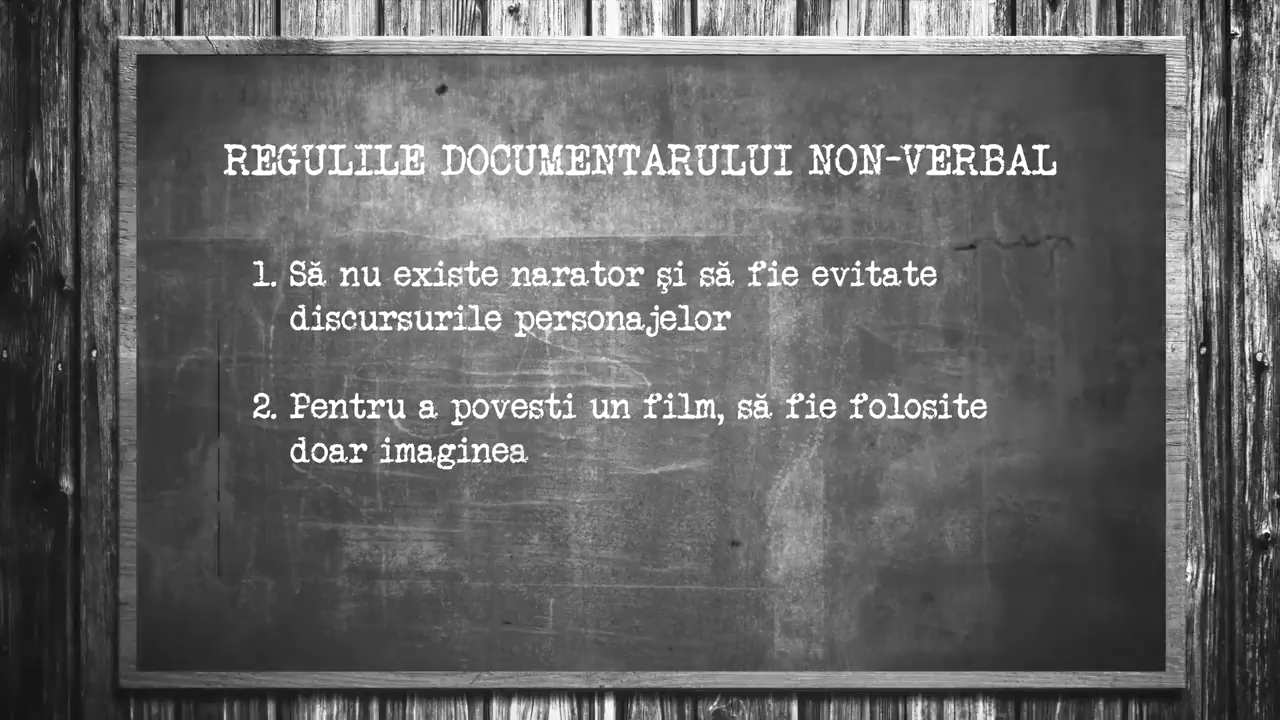 REGULILE DOCUMENTARULUI NON-VERBAL
1. Să nu existe narator şi să fie evitate
discursurile personajelor
2. Pentru a povesti un film, să fie folosite
doar imaginea